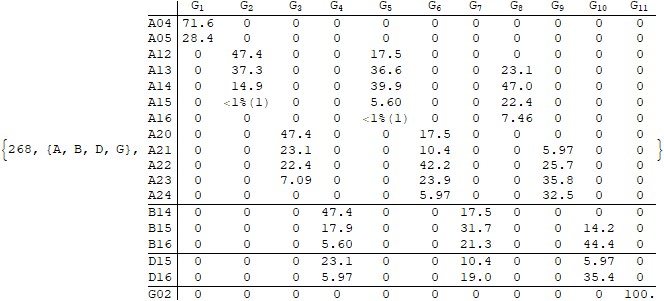 G1 G2 G3 G4 G5 G6 G7 G8 G9 G10 G11
A04 71.6 0 0 0 0 0 0 0 0 0 0
A05 28.4 0 0 0 0 0 0 0 0 0 0
A12 0 47.4 0 0 17.5 0 0 0 0 0 0
A13 0 37.3 0 0 36.6 0 0 23.1 0 0 0
A14 0 14.9 0 0 39.9 0 0 47.0 0 0 0
A15 0 <1%(1) 0 0 5.60 0 0 22.4 0 0 0
A16 0 0 0 0 <1%(1) 0 0 7.46 0 0 0
A20 0 0 47.4 0 0 17.5 0 0 0 0 0
{268, {A, B, D, G}, A21 0 0 23.1 0 0 10.4 0 0 5.97 0 0 }
A22 0 0 22.4 0 0 42.2 0 0 25.7 0 0
A23 0 0 7.09 0 0 23.9 0 0 35.8 0 0
A24 0 0 0 0 0 5.97 0 0 32.5 0 0
B14 0 0 0 47.4 0 0 17.5 0 0 0 0
B15 0 0 0 17.9 0 0 31.7 0 0 14.2 0
B16 0 0 0 5.60 0 0 21.3 0 0 44.4 0
D15 0 0 0 23.1 0 0 10.4 0 0 5.97 0
D16 0 0 0 5.97 0 0 19.0 0 0 35.4 0
G02 0 0 0 0 0 0 0 0 0 0 100.